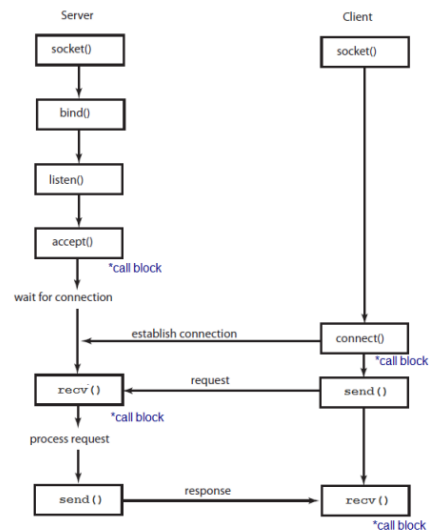 Server Client
socket() socket()
bind()
listen()
accept()
*call block
wait for connection
establish connection connect()
*call block
recv() request send()
*call block
process request
send() response recv()
*call block